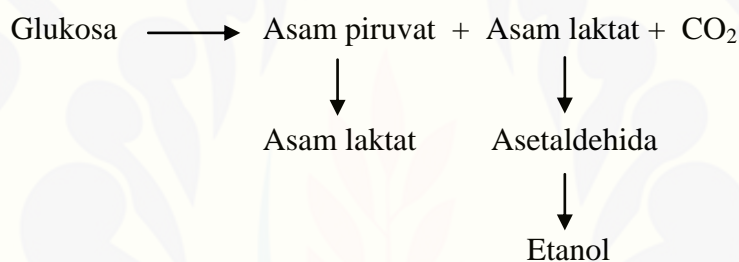 Glukosa ⟶ Asam piruvat + Asam laktat + CO₂
Asam laktat Asetaldehida
Etanol